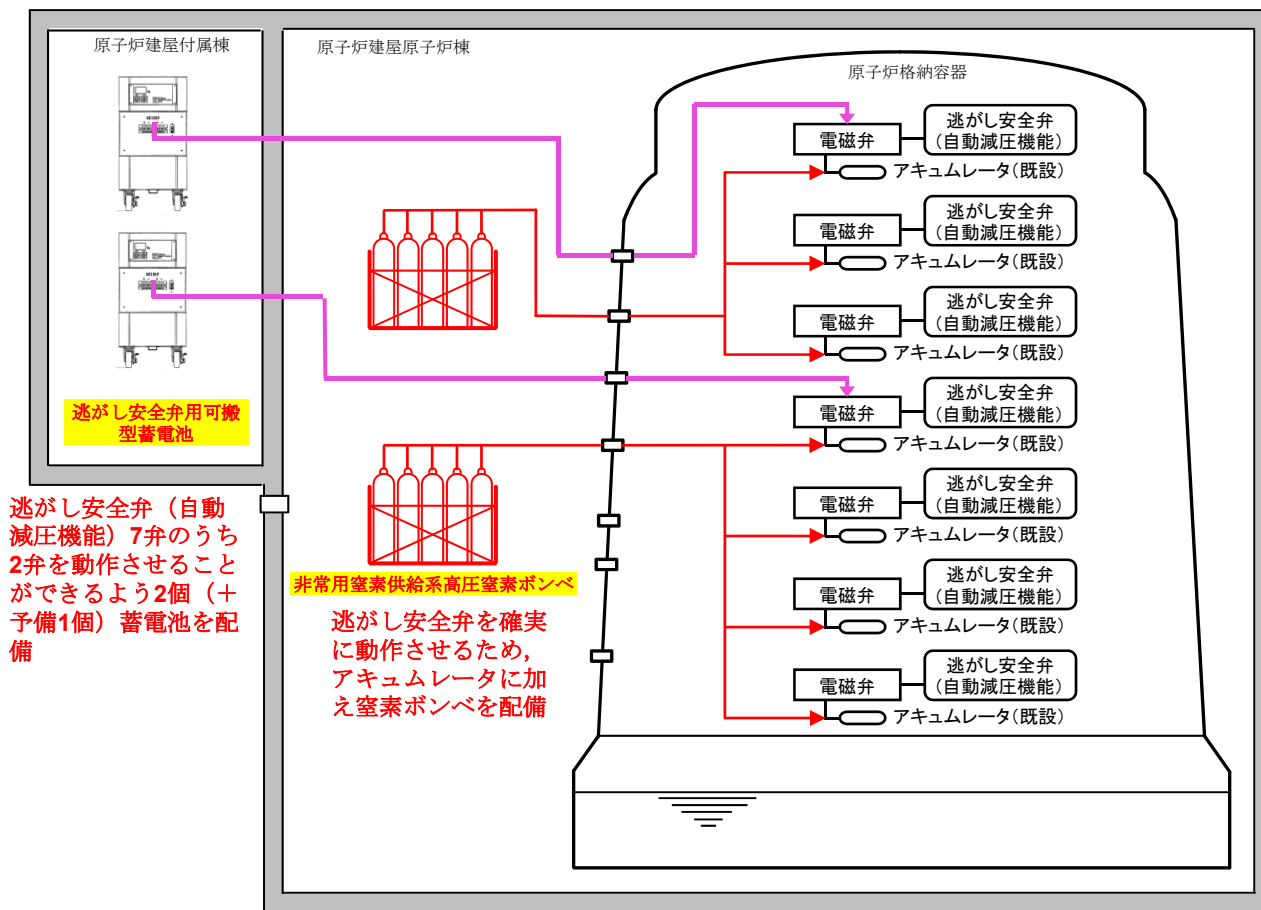 原子炉建屋付属棟
原子炉建屋原子炉棟
原子炉格納容器
逃がし安全弁
(自動減圧機能)
電磁弁
アキュムレータ(既設)
逃がし安全弁
(自動減圧機能)
電磁弁
アキュムレータ(既設)
逃がし安全弁
(自動減圧機能)
電磁弁
アキュムレータ(既設)
逃がし安全弁
(自動減圧機能)
電磁弁
アキュムレータ(既設)
逃がし安全弁
(自動減圧機能)
電磁弁
アキュムレータ(既設)
逃がし安全弁
(自動減圧機能)
電磁弁
アキュムレータ(既設)
逃がし安全弁
(自動減圧機能)
電磁弁
アキュムレータ(既設)
逃がし安全弁用可搬
型蓄電池
逃がし安全弁（自動
減圧機能）7弁のうち
2弁を動作させること
ができるよう2個（＋
予備1個）蓄電池を配
備
非常用窒素供給系高圧窒素ボンベ
逃がし安全弁を確実
に動作させるため，
アキュムレータに加
え窒素ボンベを配備